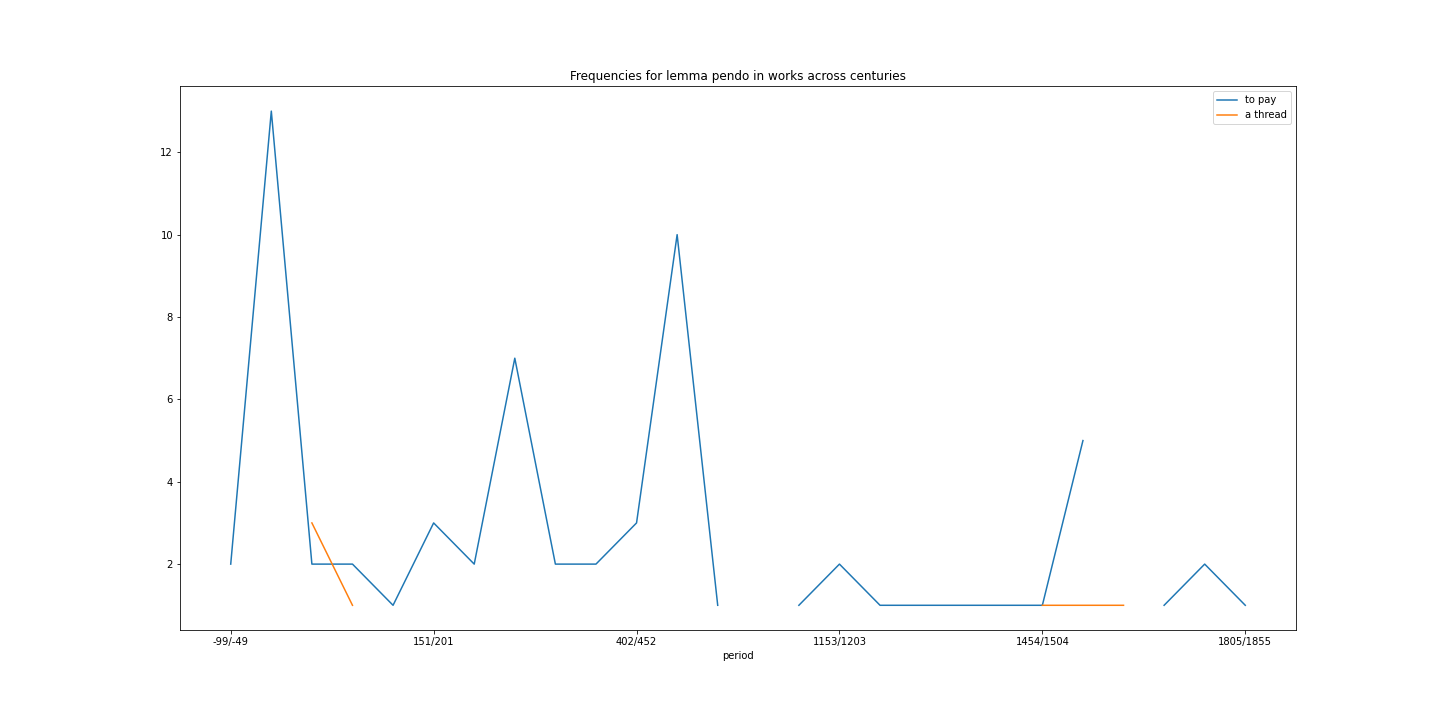 Frequencies for lemma pendo in works across centuries
to pay
a thread
12
10
8
6
4
2
-99/-49 151/201 402/452 1153/1203 1454/1504 1805/1855
period